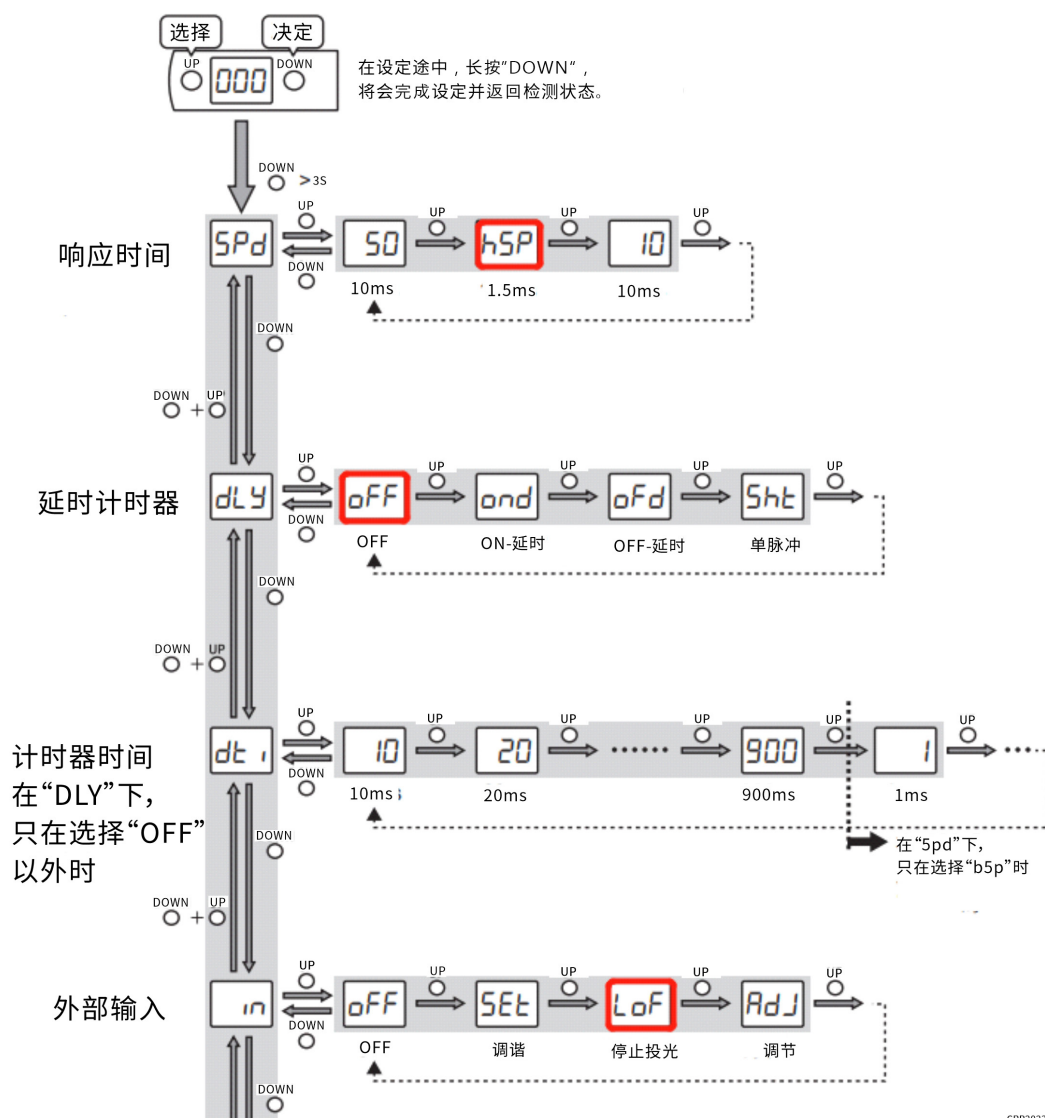 选择 决定
UP 000 DOWN
在设定途中，长按"DOWN"，
将会完成设定并返回检测状态。
DOWN >3S
响应时间 SPd UP DOWN 50 UP hSP UP 10 UP
10ms 1.5ms 10ms
DOWN
DOWN + UP
延时计时器 dLY UP DOWN oFF UP ond UP oFd UP Sht UP
OFF ON-延时 OFF-延时 单脉冲
DOWN
DOWN + UP
计时器时间
在“DLY”下，
只在选择“OFF”
以外时
dti UP DOWN 10 UP 20 UP …… UP 900 UP 1 UP …
10ms 20ms 900ms 1ms
在“5pd”下，
只在选择“b5p”时
DOWN
DOWN + UP
外部输入 in UP DOWN oFF UP SEt UP LoF UP AdJ UP
OFF 调谐 停止投光 调节
DOWN